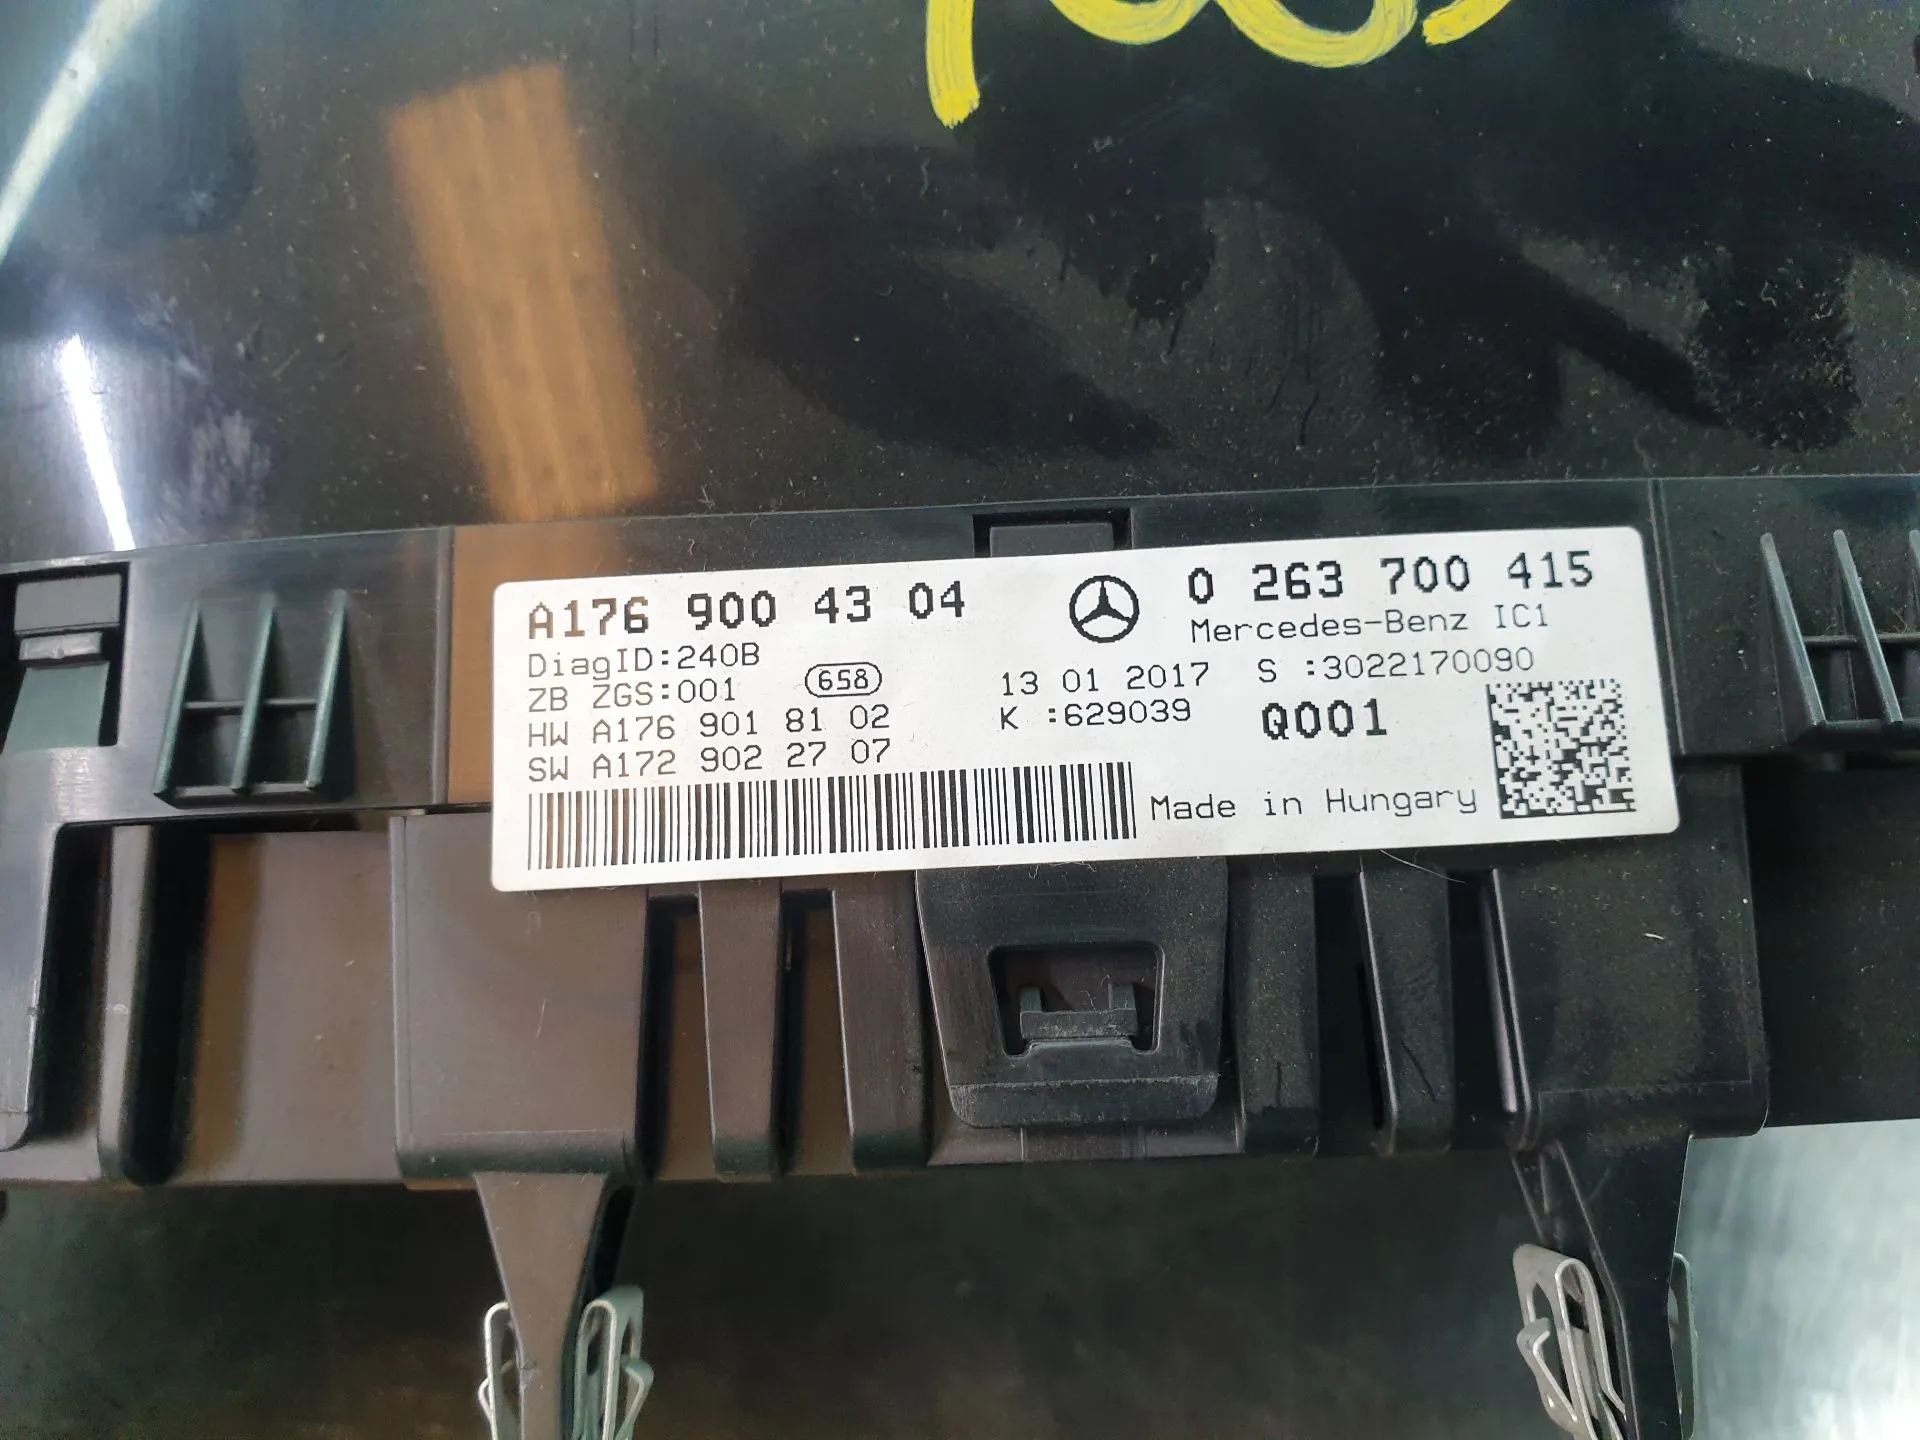 A176 900 43 04
0 263 700 415
Mercedes-Benz IC1
DiagID:240B
ZB ZGS:001
658
13 01 2017
S :3022170090
HW A176 901 81 02
K :629039
Q001
SW A172 902 27 07
Made in Hungary